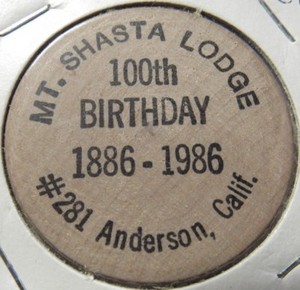 MT. SHASTA LODGE
100th
BIRTHDAY
1886 - 1986
#281 Anderson, Calif.